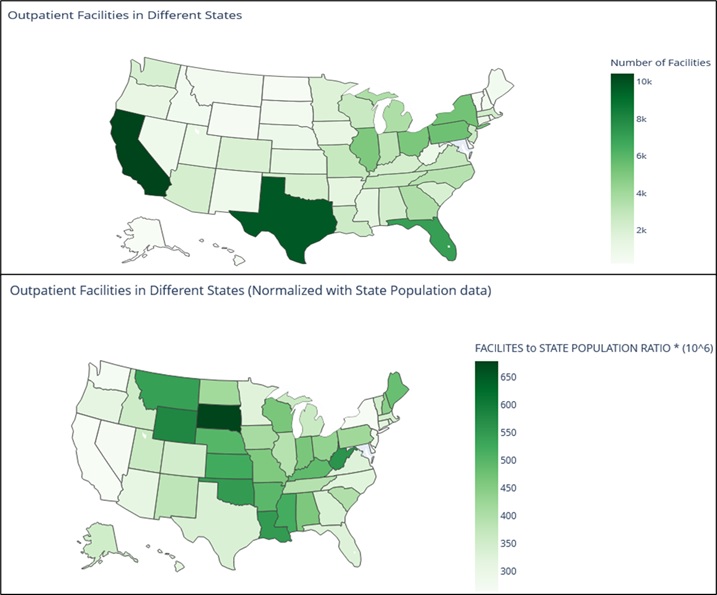 Outpatient Facilities in Different States
Number of Facilities
10k
8k
6k
4k
2k
Outpatient Facilities in Different States (Normalized with State Population data)
FACILITES to STATE POPULATION RATIO * (10^6)
650
600
550
500
450
400
350
300